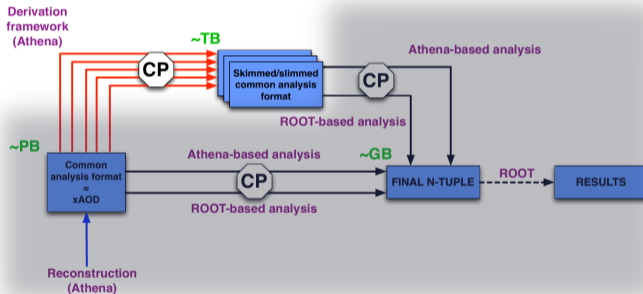 Derivation
framework
(Athena)
~TB
CP
Skimmed/slimmed
common analysis
format
CP
Athena-based analysis
ROOT-based analysis
~PB
Common
analysis format
=
xAOD
Athena-based analysis
CP
ROOT-based analysis
~GB
FINAL N-TUPLE
ROOT
RESULTS
Reconstruction
(Athena)